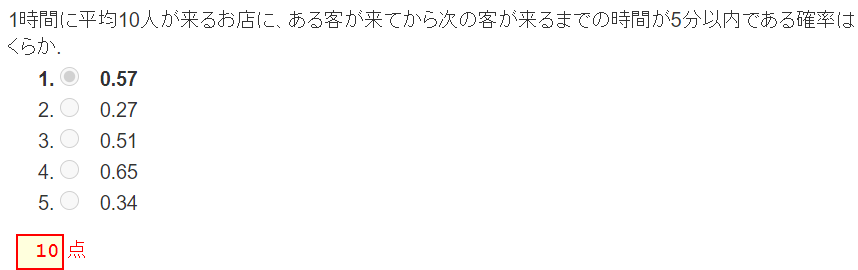 1時間に平均10人が来るお店に、ある客が来てから次の客が来るまでの時間が5分以内である確率は
くらか.
1. 0.57
2. 0.27
3. 0.51
4. 0.65
5. 0.34
10 点